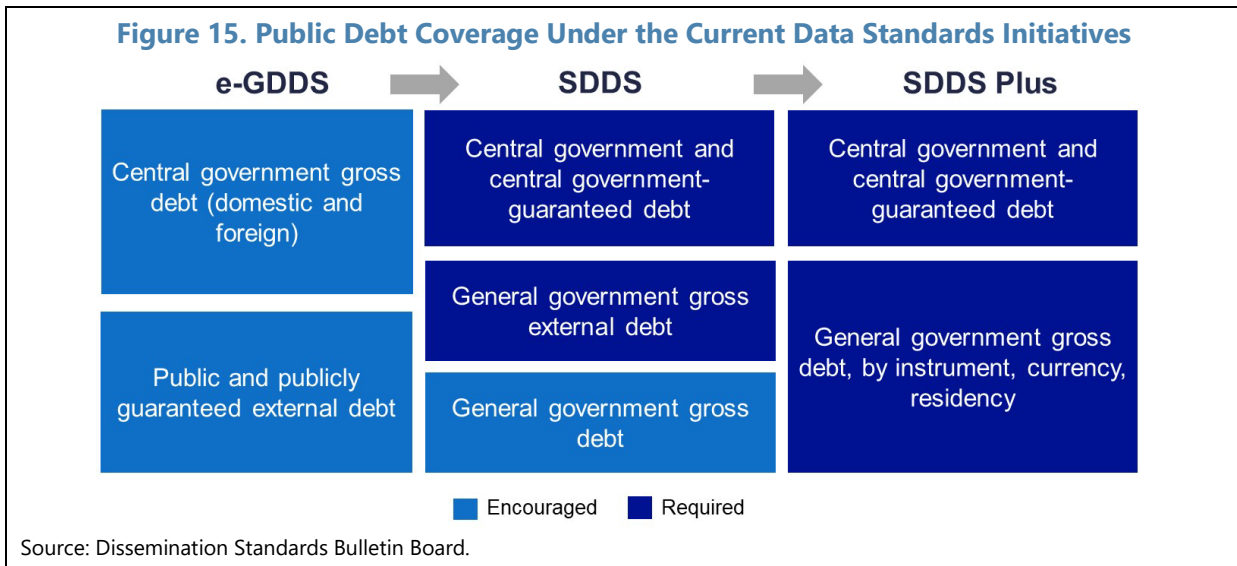 Figure 15. Public Debt Coverage Under the Current Data Standards Initiatives
e-GDDS
SDDS
SDDS Plus
Central government gross
debt (domestic and
foreign)
Public and publicly
guaranteed external debt
Central government and
central government-
guaranteed debt
General government gross
external debt
General government gross
debt
Central government and
central government-
guaranteed debt
General government gross
debt, by instrument, currency,
residency
Encouraged
Required
Source: Dissemination Standards Bulletin Board.